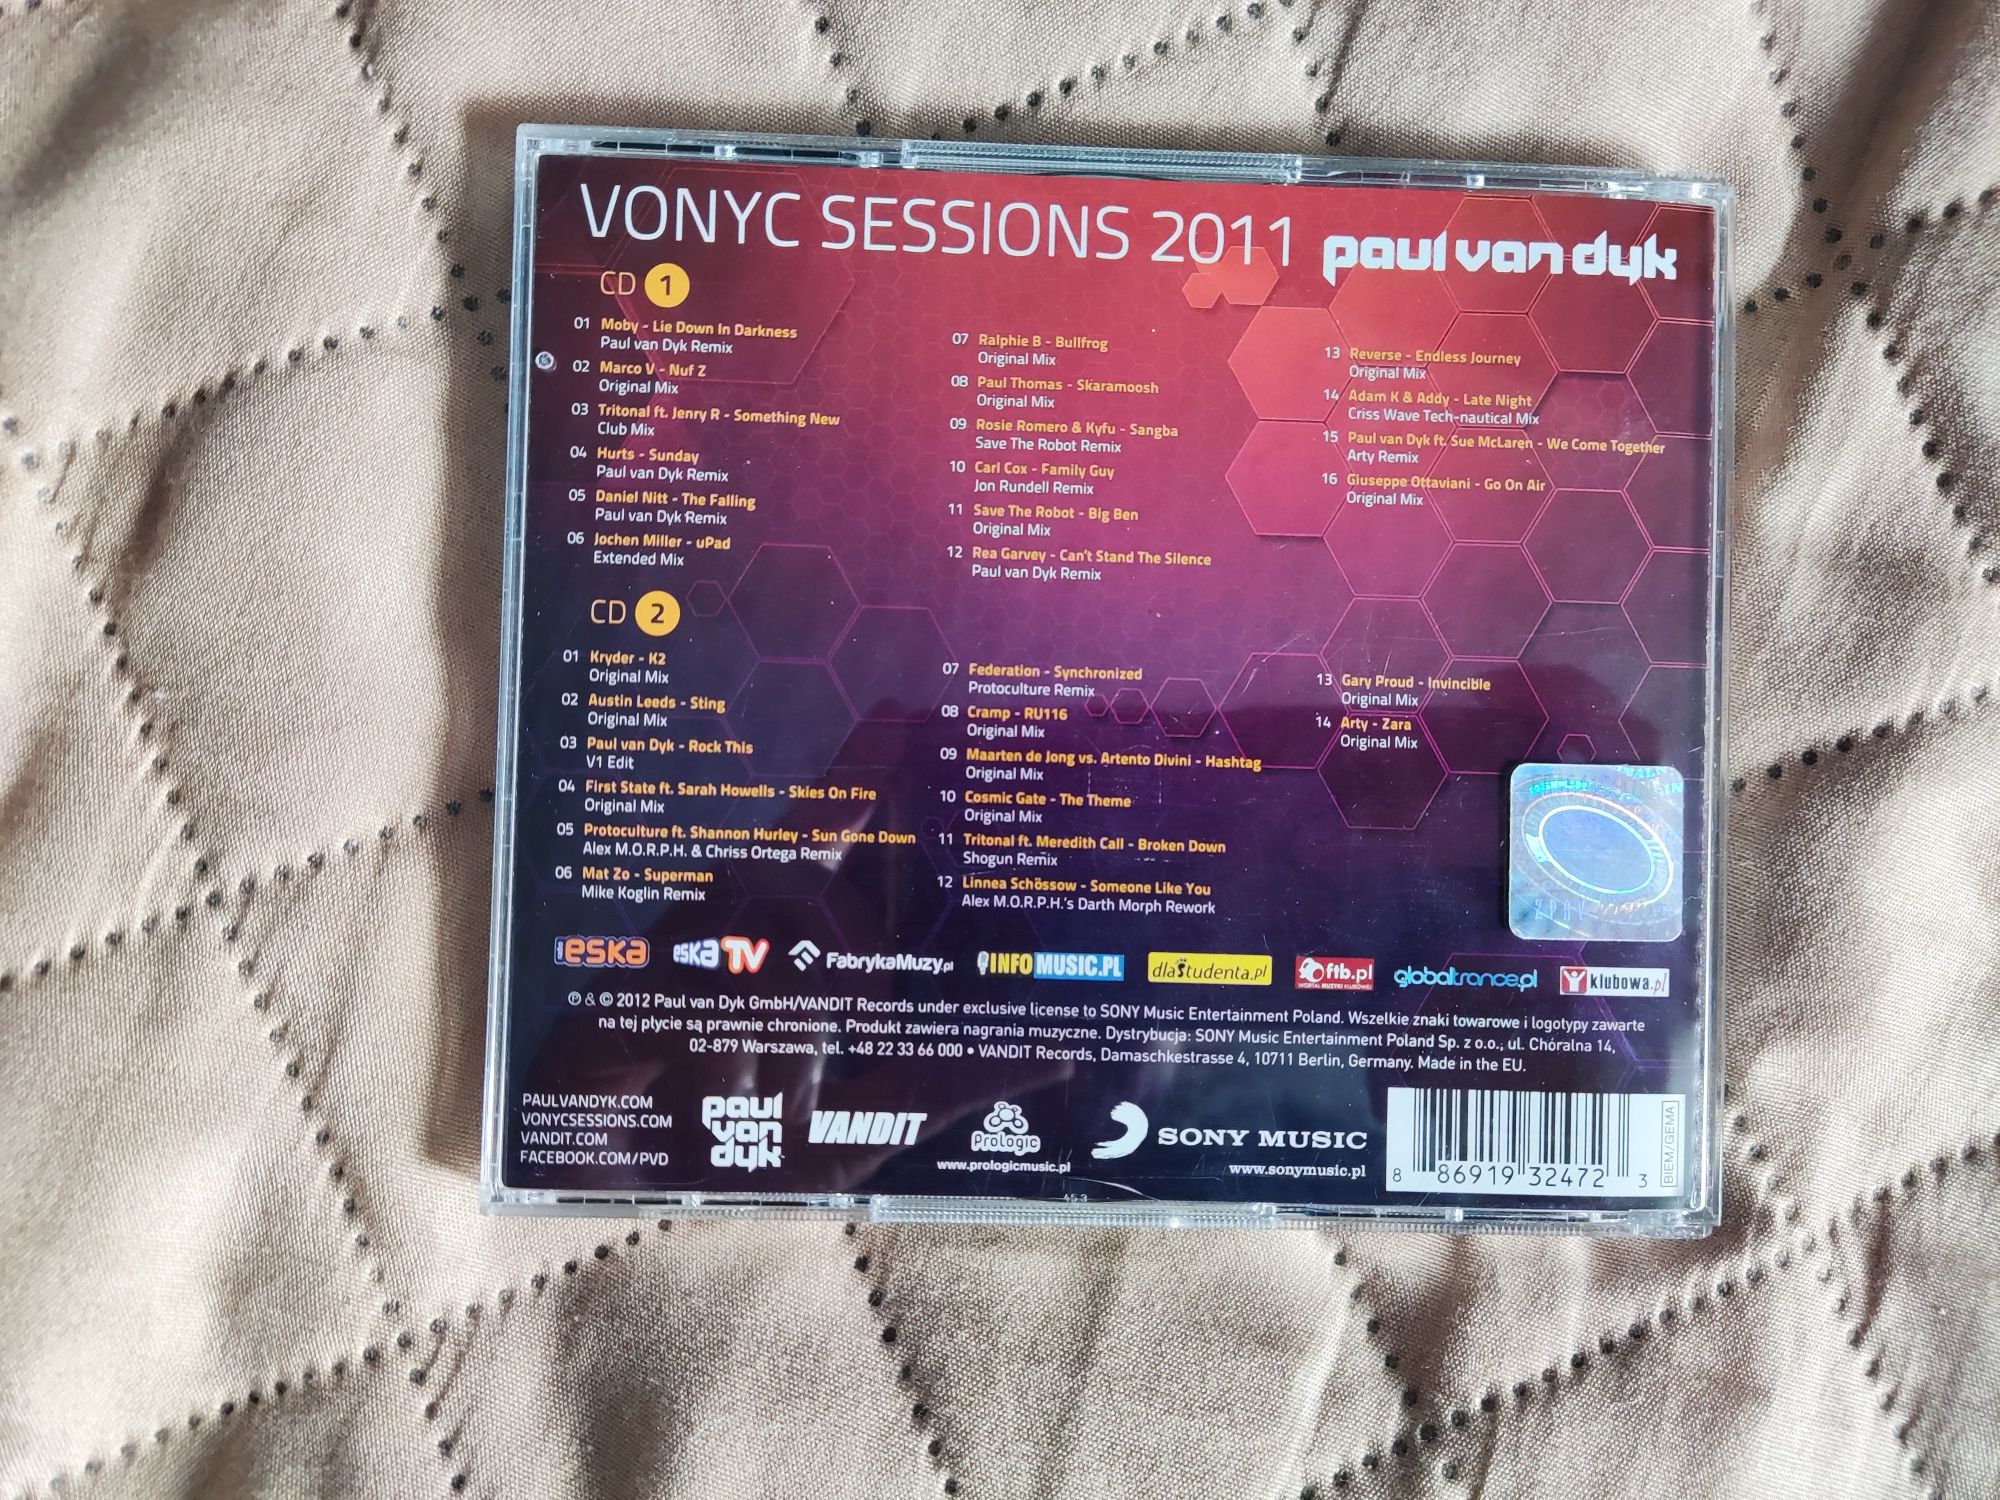 VONYC SESSIONS 2011
paul van dyk
CD 1
01 Moby - Lie Down In Darkness
Paul van Dyk Remix
02 Marco V - Nuf Z
Original Mix
03 Tritonal ft. Jenry R - Something New
Club Mix
04 Hurts - Sunday
Paul van Dyk Remix
05 Daniel Nitt - The Falling
Paul van Dyk Remix
06 Jochen Miller - uPad
Extended Mix
07 Ralphie B - Bullfrog
Original Mix
08 Paul Thomas - Skaramoosh
Original Mix
09 Rosie Romero & Kyfu - Sangba
Save The Robot Remix
10 Carl Cox - Family Guy
Jon Rundell Remix
11 Save The Robot - Big Ben
Original Mix
12 Rea Garvey - Can't Stand The Silence
Paul van Dyk Remix
13 Reverse - Endless Journey
Original Mix
14 Adam K & Addy - Late Night
Criss Wave Tech-nautical Mix
15 Paul van Dyk ft. Sue McLaren - We Come Together
Arty Remix
16 Giuseppe Ottaviani - Go On Air
Original Mix
CD 2
01 Kryder - K2
Original Mix
02 Austin Leeds - Sting
Original Mix
03 Paul van Dyk - Rock This
V1 Edit
04 First State ft. Sarah Howells - Skies On Fire
Original Mix
05 Protoculture ft. Shannon Hurley - Sun Gone Down
Alex M.O.R.P.H. & Chriss Ortega Remix
06 Mat Zo - Superman
Mike Koglin Remix
07 Federation - Synchronized
Protoculture Remix
08 Cramp - RU116
Original Mix
09 Maarten de Jong vs. Artento Divini - Hashtag
Original Mix
10 Cosmic Gate - The Theme
Original Mix
11 Tritonal ft. Meredith Call - Broken Down
Shogun Remix
12 Linnea Schössow - Someone Like You
Alex M.O.R.P.H.'s Darth Morph Rework
13 Gary Proud - Invincible
Original Mix
14 Arty - Zara
Original Mix
ZPAV
eska eska TV FabrykaMuzy.pl INFOMUSIC.PL dlaStudenta.pl ftb.pl globaltrance.pl klubowa.pl
℗ & © 2012 Paul van Dyk GmbH/VANDIT Records under exclusive license to SONY Music Entertainment Poland. Wszelkie znaki towarowe i logotypy zawarte
na tej płycie są prawnie chronione. Produkt zawiera nagrania muzyczne. Dystrybucja: SONY Music Entertainment Poland Sp. z o.o., ul. Chóralna 14,
02-879 Warszawa, tel. +48 22 33 66 000 • VANDIT Records, Damaschkestrasse 4, 10711 Berlin, Germany. Made in the EU.
PAULVANDYK.COM
VONYCSESSIONS.COM
VANDIT.COM
FACEBOOK.COM/PVD
paul
van
dyk
VANDIT
ProLogic
www.prologicmusic.pl
SONY MUSIC
www.sonymusic.pl
8 86919 32472 3
BIEM/GEMA
45 3